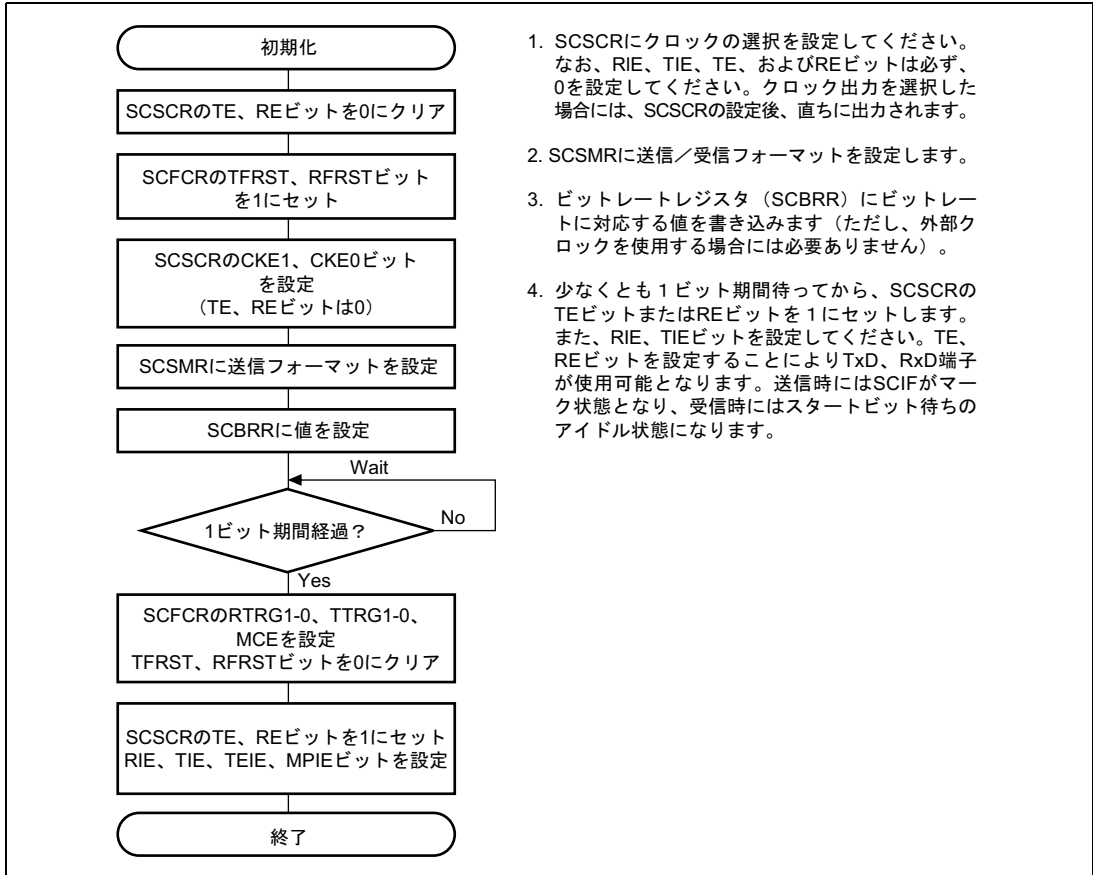 初期化
SCSCRのTE、REビットを0にクリア
SCFCRのTFRST、RFRSTビット
を1にセット
SCSCRのCKE1、CKE0ビット
を設定
（TE、REビットは0）
SCSMRに送信フォーマットを設定
SCBRRに値を設定
Wait
1ビット期間経過？
No
Yes
SCFCRのRTRG1-0、TTRG1-0、
MCEを設定
TFRST、RFRSTビットを0にクリア
SCSCRのTE、REビットを1にセット
RIE、TIE、TEIE、MPIEビットを設定
終了
1. SCSCRにクロックの選択を設定してください。
なお、RIE、TIE、TE、およびREビットは必ず、
0を設定してください。クロック出力を選択した
場合には、SCSCRの設定後、直ちに出力されます。
2. SCSMRに送信／受信フォーマットを設定します。
3. ビットレートレジスタ（SCBRR）にビットレー
トに対応する値を書き込みます（ただし、外部ク
ロックを使用する場合には必要ありません）。
4. 少なくとも１ビット期間待ってから、SCSCRの
TEビットまたはREビットを１にセットします。
また、RIE、TIEビットを設定してください。TE、
REビットを設定することによりTxD、RxD端子
が使用可能となります。送信時にはSCIFがマー
ク状態となり、受信時にはスタートビット待ちの
アイドル状態になります。